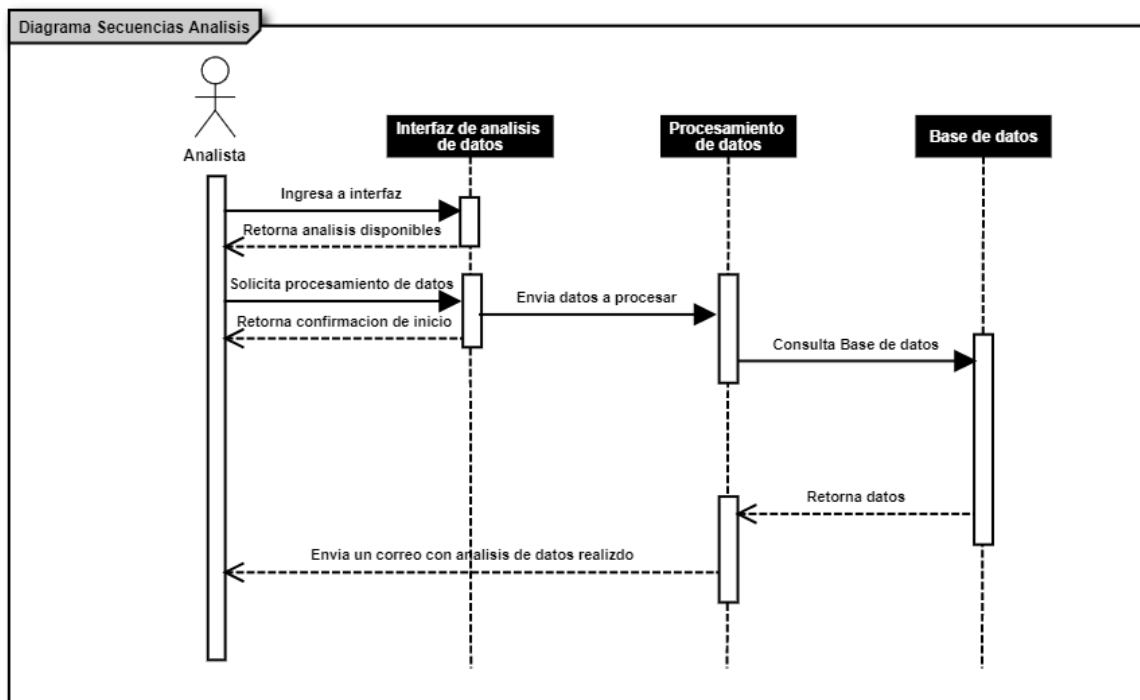 Diagrama Secuencias Analisis
Analista
Interfaz de analisis
de datos
Procesamiento
de datos
Base de datos
Ingresa a interfaz
Retorna analisis disponibles
Solicita procesamiento de datos
Envia datos a procesar
Retorna confirmacion de inicio
Consulta Base de datos
Retorna datos
Envia un correo con analisis de datos realizdo